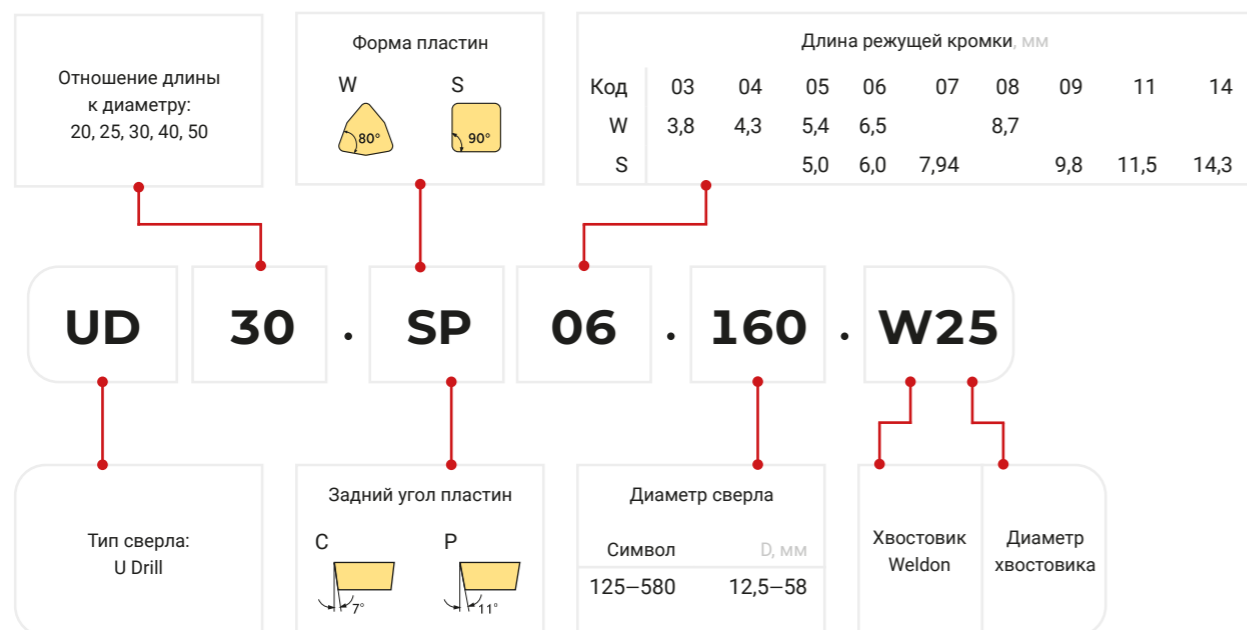 Отношение длины
к диаметру:
20, 25, 30, 40, 50
Форма пластин
W S
80° 90°
Длина режущей кромки, мм
Код 03 04 05 06 07 08 09 11 14
W 3,8 4,3 5,4 6,5 8,7
S 5,0 6,0 7,94 9,8 11,5 14,3
UD 30 . SP 06 . 160 . W25
Тип сверла:
U Drill
Задний угол пластин
C P
7° 11°
Диаметр сверла
Символ D, мм
125–580 12,5–58
Хвостовик
Weldon
Диаметр
хвостовика